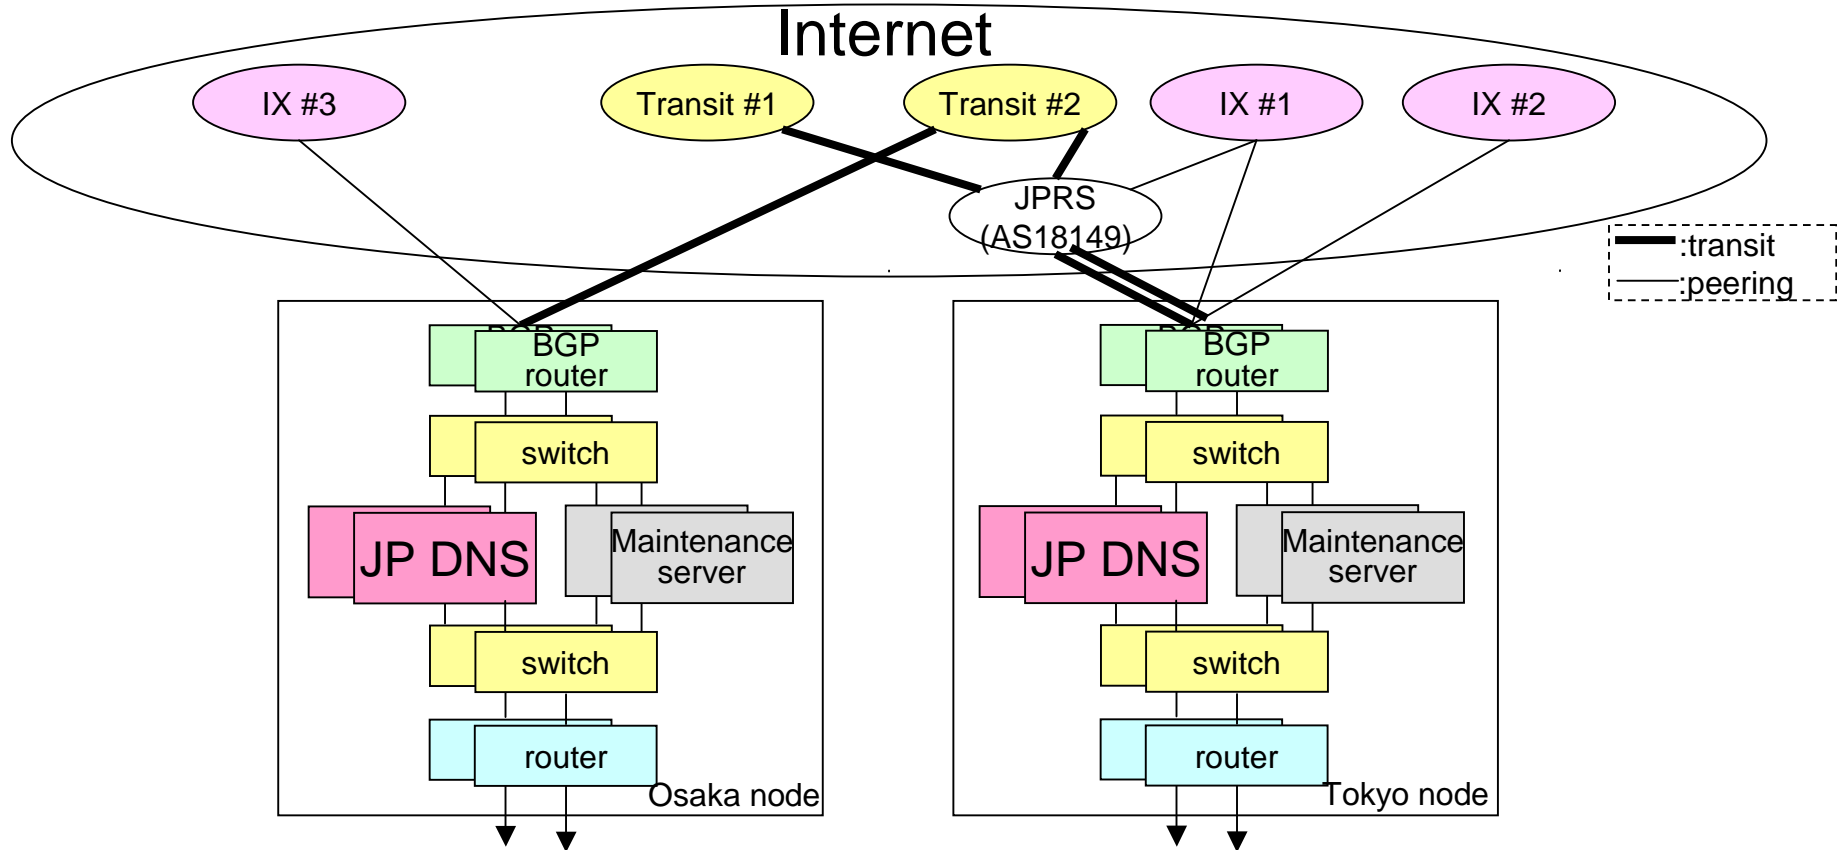 Internet
IX #3
Transit #1
Transit #2
IX #1
IX #2
JPRS
(AS18149)
:transit
:peering
BGP
router
switch
JP DNS
Maintenance
server
switch
router
Osaka node
BGP
router
switch
JP DNS
Maintenance
server
switch
router
Tokyo node